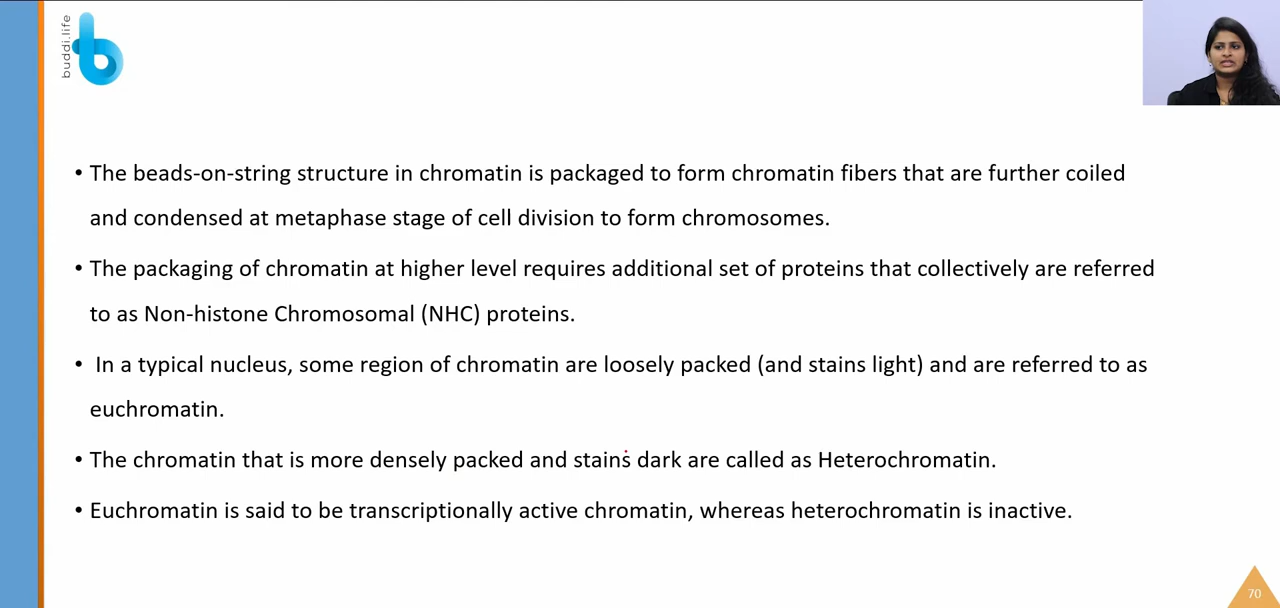 buddi.life
• The beads-on-string structure in chromatin is packaged to form chromatin fibers that are further coiled
and condensed at metaphase stage of cell division to form chromosomes.
• The packaging of chromatin at higher level requires additional set of proteins that collectively are referred
to as Non-histone Chromosomal (NHC) proteins.
• In a typical nucleus, some region of chromatin are loosely packed (and stains light) and are referred to as
euchromatin.
• The chromatin that is more densely packed and stains dark are called as Heterochromatin.
• Euchromatin is said to be transcriptionally active chromatin, whereas heterochromatin is inactive.
70